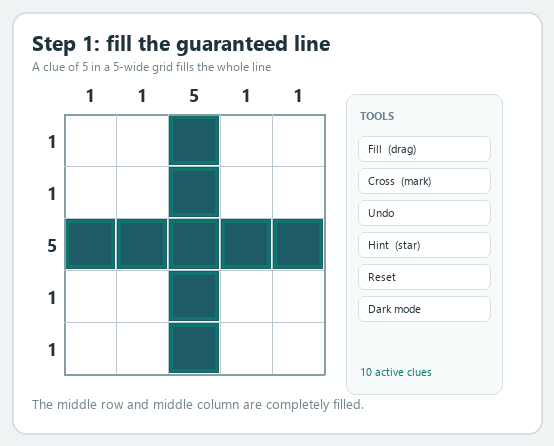 Step 1: fill the guaranteed line
A clue of 5 in a 5-wide grid fills the whole line
1 1 5 1 1
1
1
5
1
1
TOOLS
Fill (drag)
Cross (mark)
Undo
Hint (star)
Reset
Dark mode
10 active clues
The middle row and middle column are completely filled.